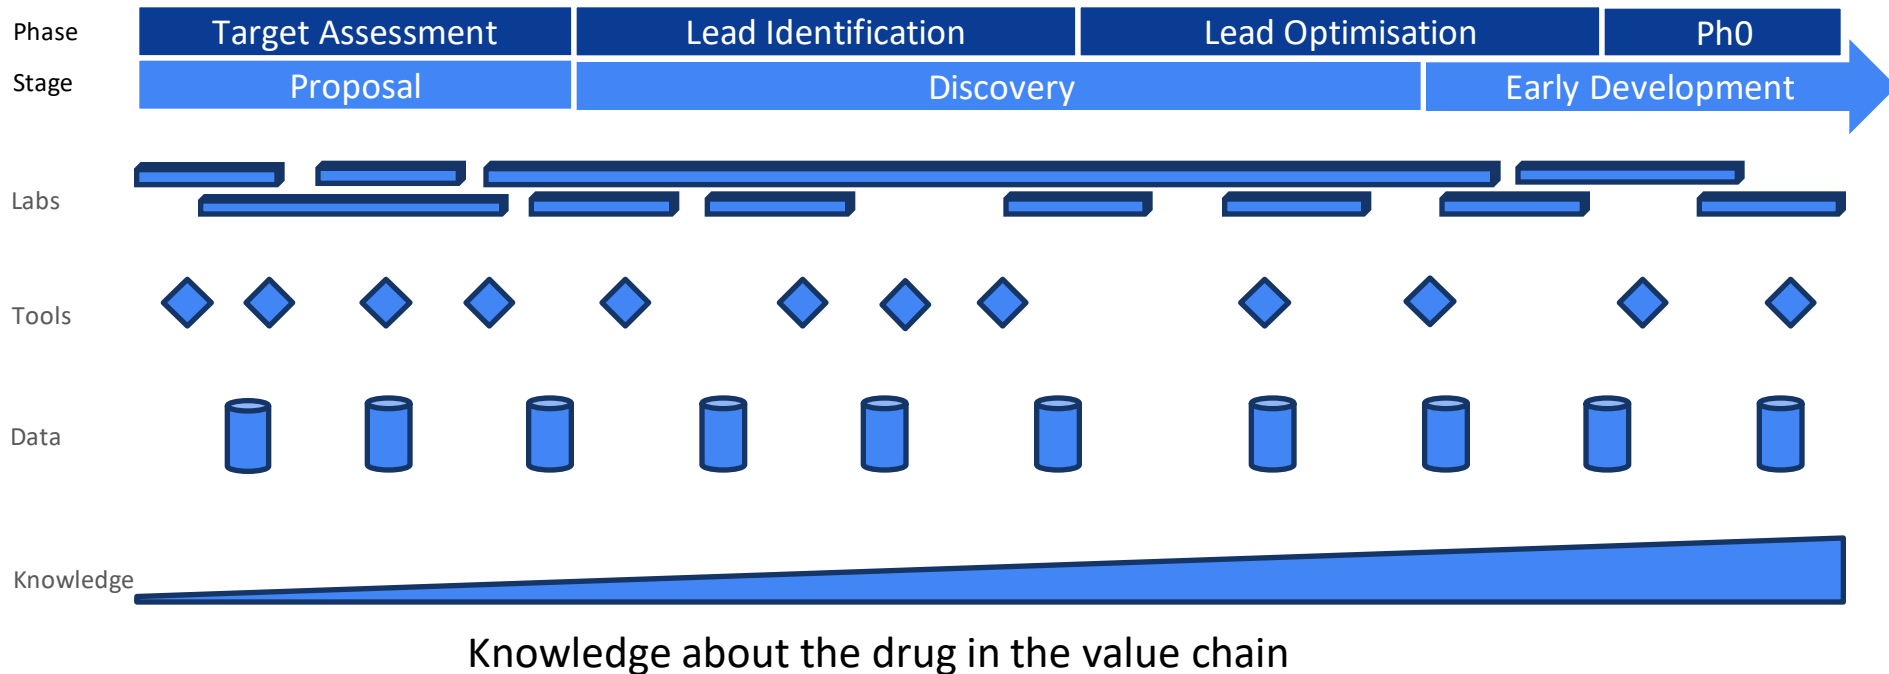 Phase
Target Assessment
Lead Identification
Lead Optimisation
Ph0
Stage
Proposal
Discovery
Early Development
Labs
Tools
Data
Knowledge
Knowledge about the drug in the value chain